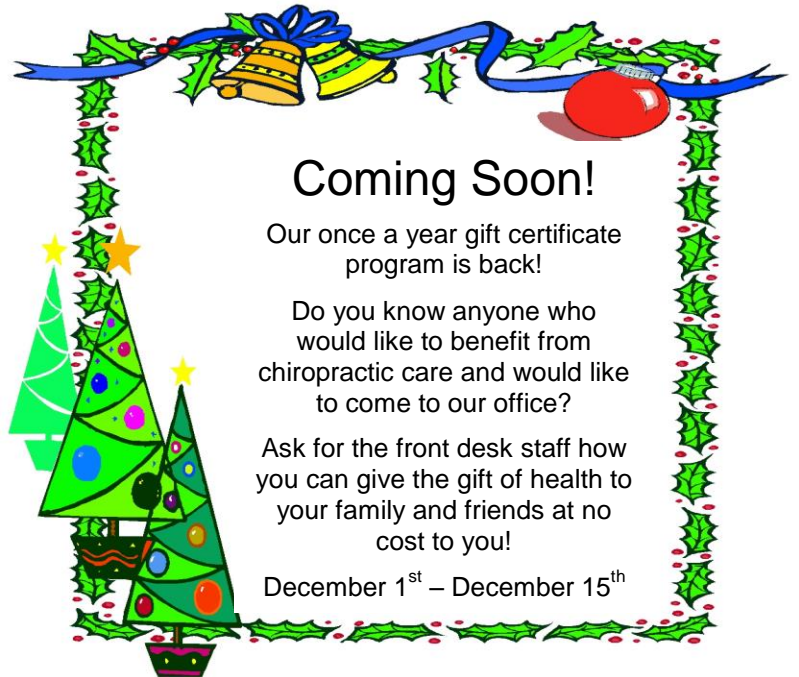 Coming Soon!
Our once a year gift certificate
program is back!
Do you know anyone who
would like to benefit from
chiropractic care and would like
to come to our office?
Ask for the front desk staff how
you can give the gift of health to
your family and friends at no
cost to you!
December 1st – December 15th